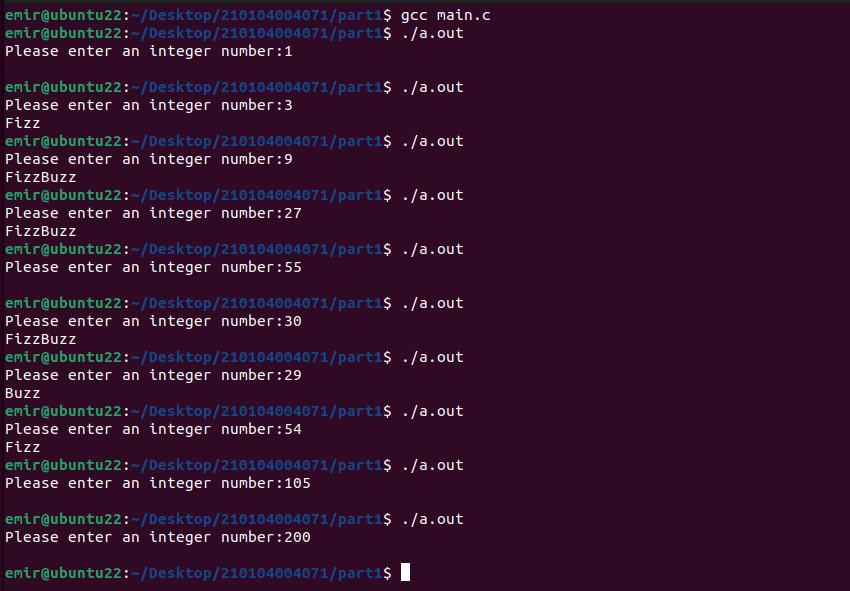 emir@ubuntu22:~/Desktop/210104004071/part1$ gcc main.c
emir@ubuntu22:~/Desktop/210104004071/part1$ ./a.out
Please enter an integer number:1
emir@ubuntu22:~/Desktop/210104004071/part1$ ./a.out
Please enter an integer number:3
Fizz
emir@ubuntu22:~/Desktop/210104004071/part1$ ./a.out
Please enter an integer number:9
FizzBuzz
emir@ubuntu22:~/Desktop/210104004071/part1$ ./a.out
Please enter an integer number:27
FizzBuzz
emir@ubuntu22:~/Desktop/210104004071/part1$ ./a.out
Please enter an integer number:55
emir@ubuntu22:~/Desktop/210104004071/part1$ ./a.out
Please enter an integer number:30
FizzBuzz
emir@ubuntu22:~/Desktop/210104004071/part1$ ./a.out
Please enter an integer number:29
Buzz
emir@ubuntu22:~/Desktop/210104004071/part1$ ./a.out
Please enter an integer number:54
Fizz
emir@ubuntu22:~/Desktop/210104004071/part1$ ./a.out
Please enter an integer number:105
emir@ubuntu22:~/Desktop/210104004071/part1$ ./a.out
Please enter an integer number:200
emir@ubuntu22:~/Desktop/210104004071/part1$